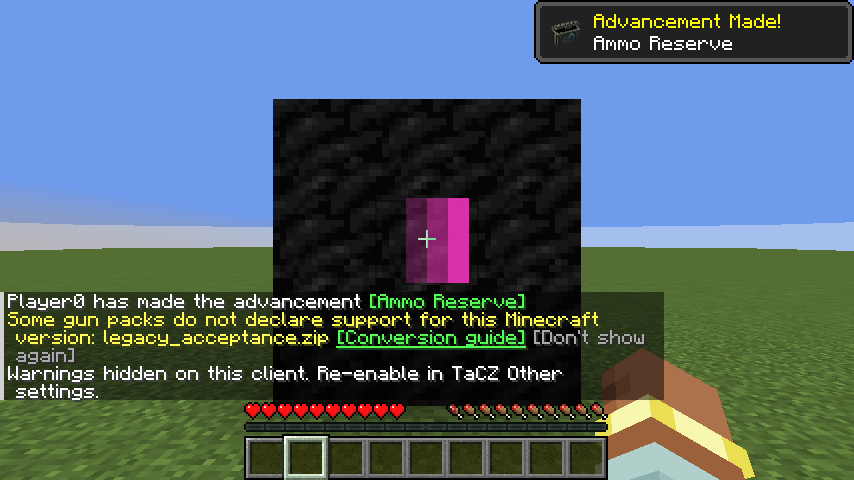 Advancement Made!
Ammo Reserve
Player0 has made the advancement [Ammo Reserve]
Some gun packs do not declare support for this Minecraft
version: legacy_acceptance.zip [Conversion guide] [Don't show
again]
Warnings hidden on this client. Re-enable in TaCZ Other
settings.